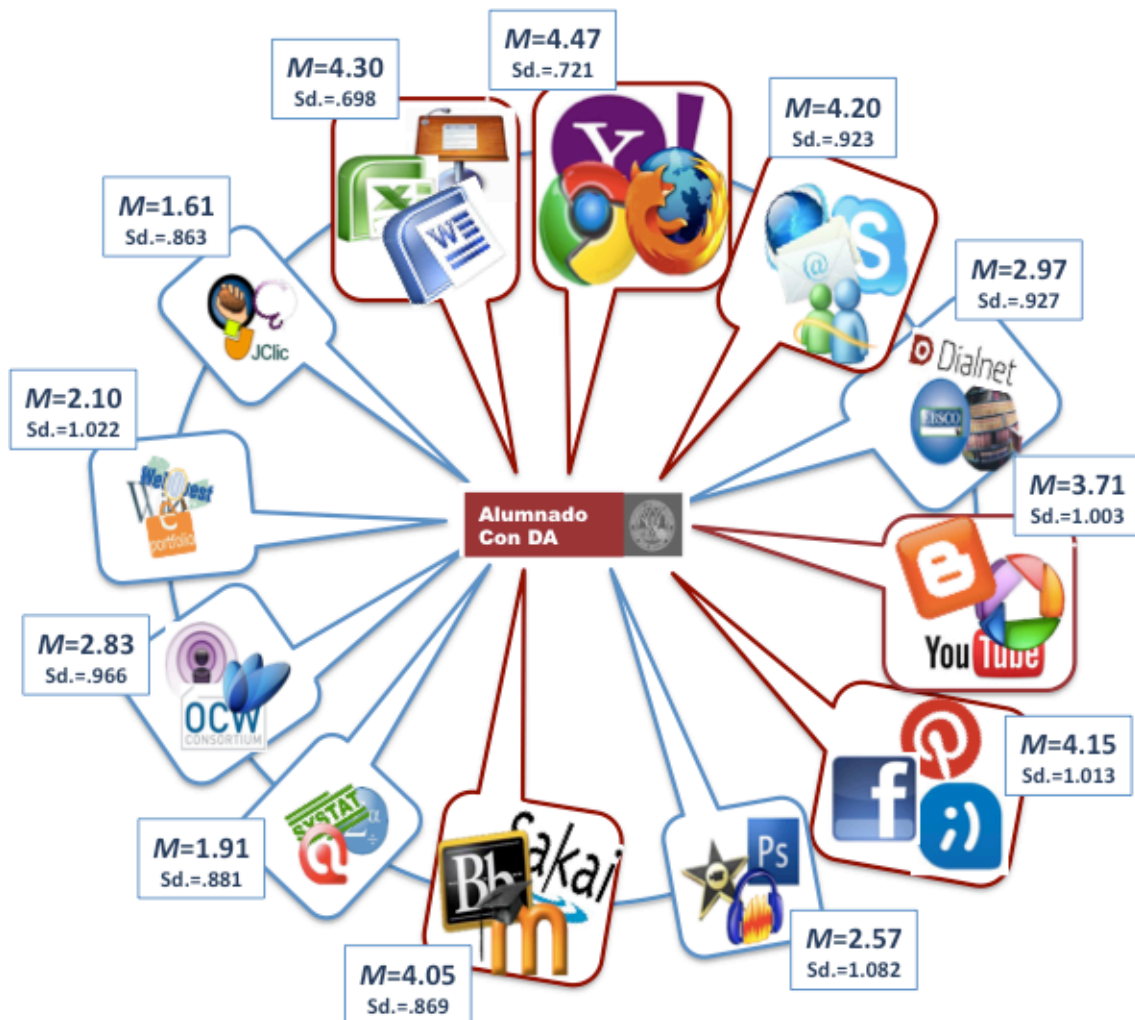 M=4.47
Sd.=.721
M=4.30
Sd.=.698
M=4.20
Sd.=.923
M=1.61
Sd.=.863
JClic
M=2.97
Sd.=.927
Dialnet
EBSCO
M=2.10
Sd.=1.022
WebQuest
W
e
portfolio
M=3.71
Sd.=1.003
YouTube
Alumnado
Con DA
M=2.83
Sd.=.966
OCW
CONSORTIUM
M=4.15
Sd.=1.013
f
;)
M=1.91
Sd.=.881
SYSTAT
@
Bb
sakai
m
M=4.05
Sd.=.869
Ps
M=2.57
Sd.=1.082